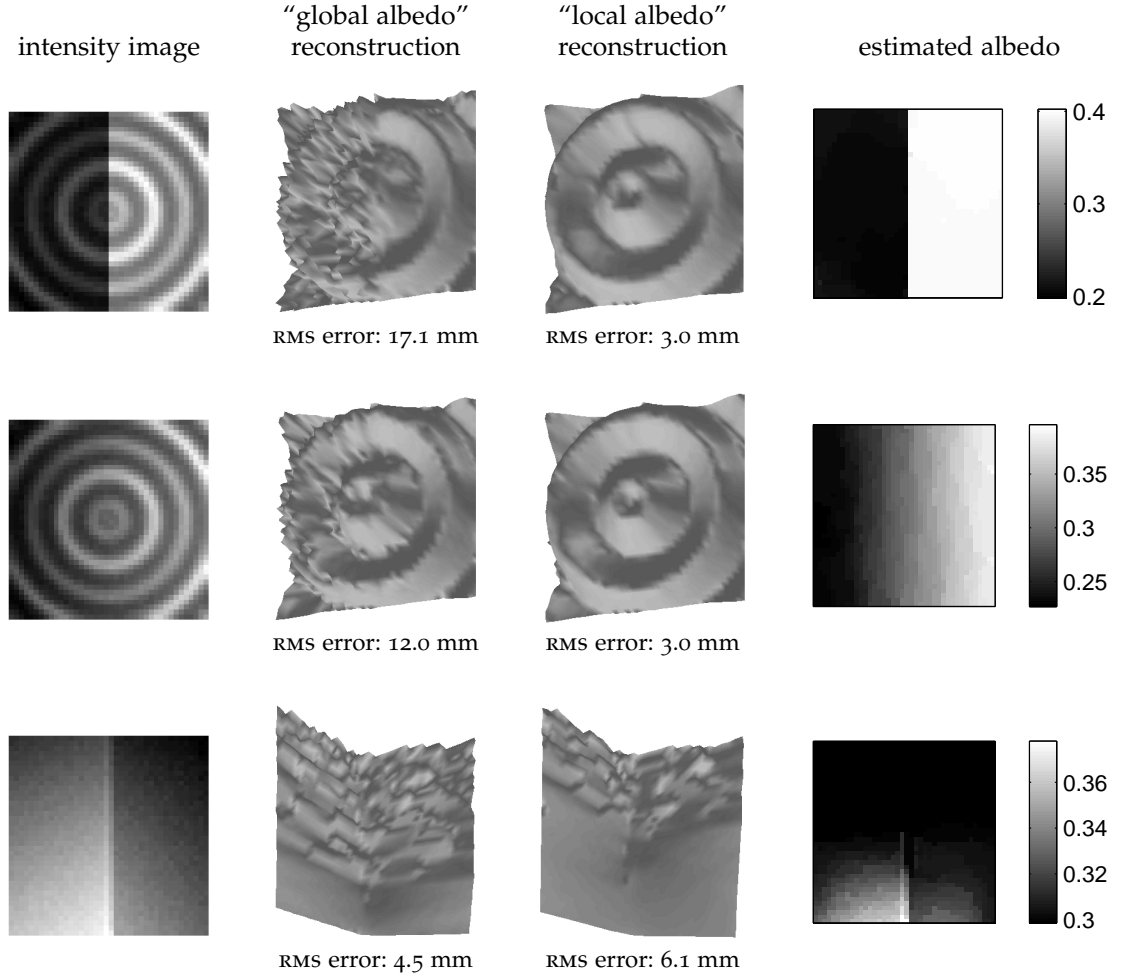 intensity image
“global albedo”
reconstruction
“local albedo”
reconstruction
estimated albedo
0.4
0.3
0.2
RMS error: 17.1 mm
RMS error: 3.0 mm
0.35
0.3
0.25
RMS error: 12.0 mm
RMS error: 3.0 mm
0.36
0.34
0.32
0.3
RMS error: 4.5 mm
RMS error: 6.1 mm